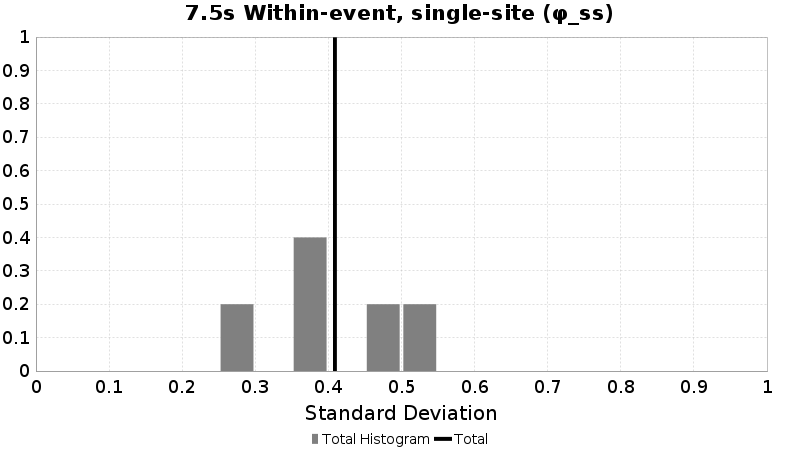 7.5s Within-event, single-site (φ_ss)
1
0.9
0.8
0.7
0.6
0.5
0.4
0.3
0.2
0.1
0
0 0.1 0.2 0.3 0.4 0.5 0.6 0.7 0.8 0.9 1
Standard Deviation
Total Histogram Total